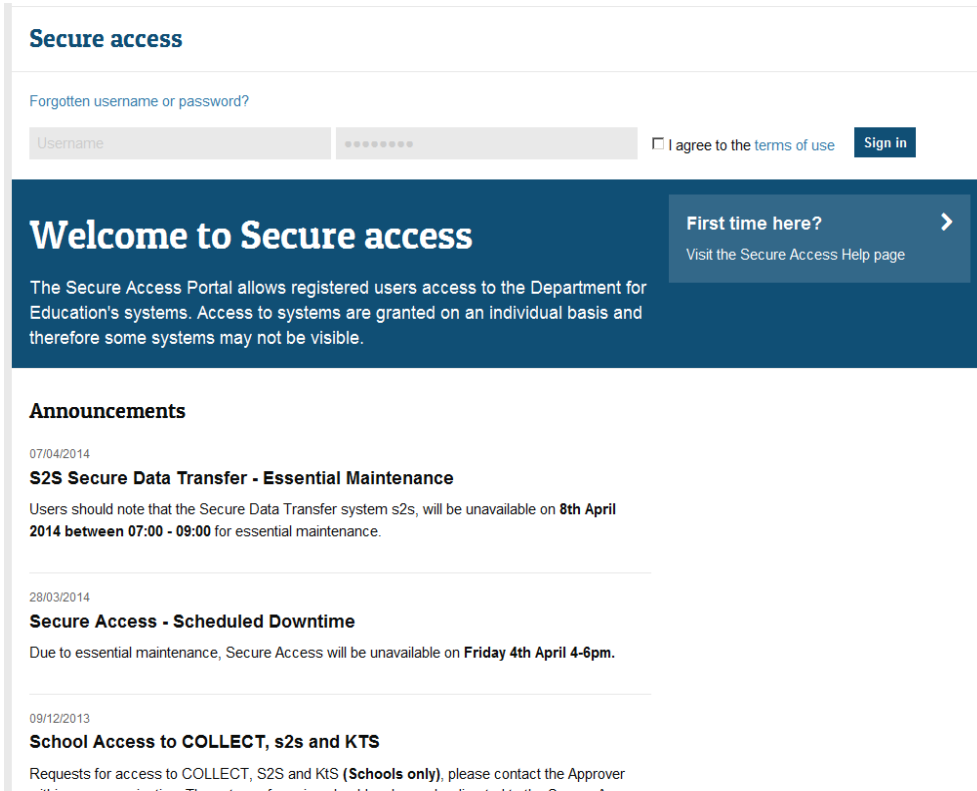 Secure access
Forgotten username or password?
Username
I agree to the terms of use
Sign in
Welcome to Secure access
The Secure Access Portal allows registered users access to the Department for
Education's systems. Access to systems are granted on an individual basis and
therefore some systems may not be visible.
First time here?
Visit the Secure Access Help page
Announcements
07/04/2014
S2S Secure Data Transfer - Essential Maintenance
Users should note that the Secure Data Transfer system s2s, will be unavailable on 8th April
2014 between 07:00 - 09:00 for essential maintenance.
28/03/2014
Secure Access - Scheduled Downtime
Due to essential maintenance, Secure Access will be unavailable on Friday 4th April 4-6pm.
09/12/2013
School Access to COLLECT, s2s and KTS
Requests for access to COLLECT, S2S and KtS (Schools only), please contact the Approver